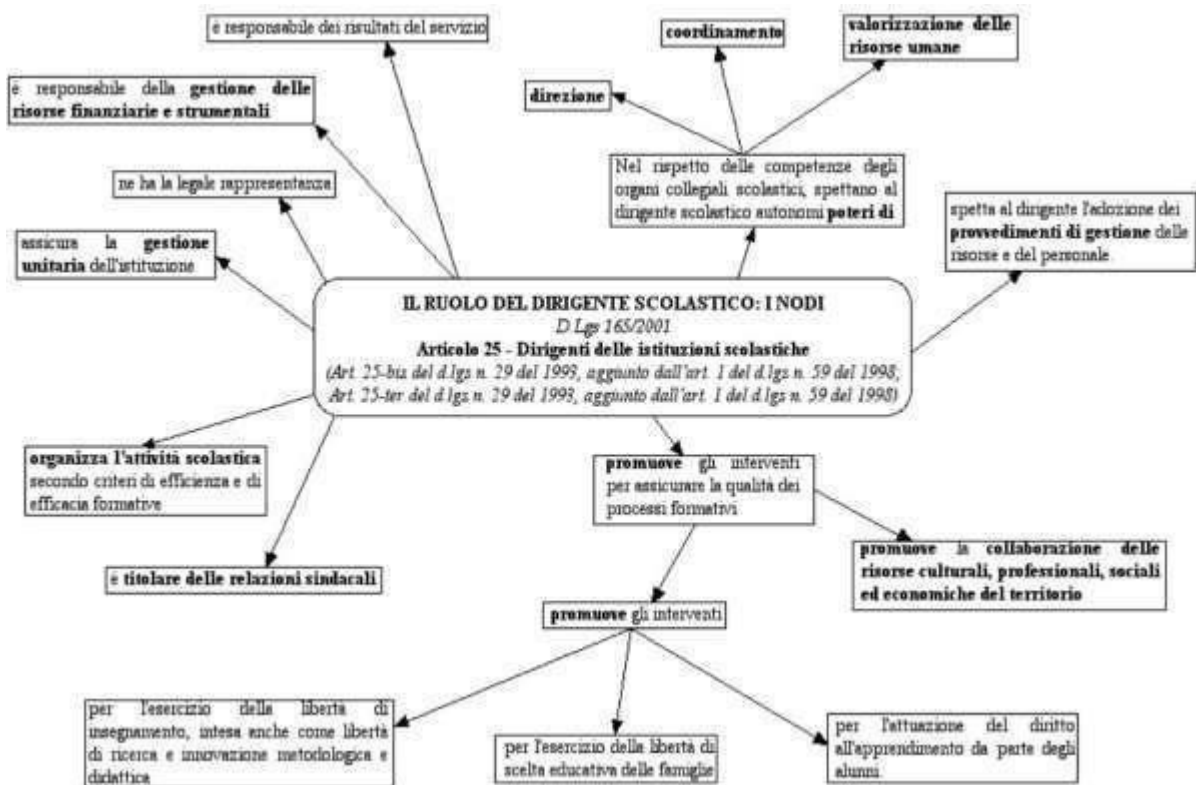 è responsabile dei risultati del servizio
coordinamento
valorizzazione delle
risorse umane
è responsabile della gestione delle
risorse finanziarie e strumentali
direzione
ne ha la legale rappresentanza
Nel rispetto delle competenze degli
organi collegiali scolastici, spettano al
dirigente scolastico autonomi poteri di
spetta al dirigente l'adozione dei
provvedimenti di gestione delle
risorse e del personale
assicura la gestione
unitaria dell'istituzione
IL RUOLO DEL DIRIGENTE SCOLASTICO: I NODI
D.Lgs 165/2001
Articolo 25 - Dirigenti delle istituzioni scolastiche
(Art. 25-bis del d.lgs n. 29 del 1993, aggiunto dall'art. 1 del d.lgs n. 59 del 1998;
Art. 25-ter del d.lgs n. 29 del 1993, aggiunto dall'art. 1 del d.lgs n. 59 del 1998)
organizza l'attività scolastica
secondo criteri di efficienza e di
efficacia formative
promuove gli interventi
per assicurare la qualità dei
processi formativi
è titolare delle relazioni sindacali
promuove la collaborazione delle
risorse culturali, professionali, sociali
ed economiche del territorio
promuove gli interventi
per l'esercizio della libertà di
insegnamento, intesa anche come libertà
di ricerca e innovazione metodologica e
didattica
per l'esercizio della libertà di
scelta educativa delle famiglie
per l'attuazione del diritto
all'apprendimento da parte degli
alunni.